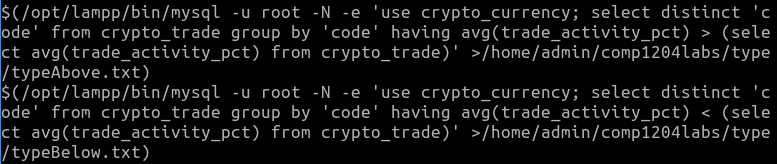 $(/opt/lampp/bin/mysql -u root -N -e 'use crypto_currency; select distinct 'c
ode' from crypto_trade group by 'code' having avg(trade_activity_pct) > (sele
ct avg(trade_activity_pct) from crypto_trade)' >/home/admin/comp1204labs/type
/typeAbove.txt)
$(/opt/lampp/bin/mysql -u root -N -e 'use crypto_currency; select distinct 'c
ode' from crypto_trade group by 'code' having avg(trade_activity_pct) < (sele
ct avg(trade_activity_pct) from crypto_trade)' >/home/admin/comp1204labs/type
/typeBelow.txt)